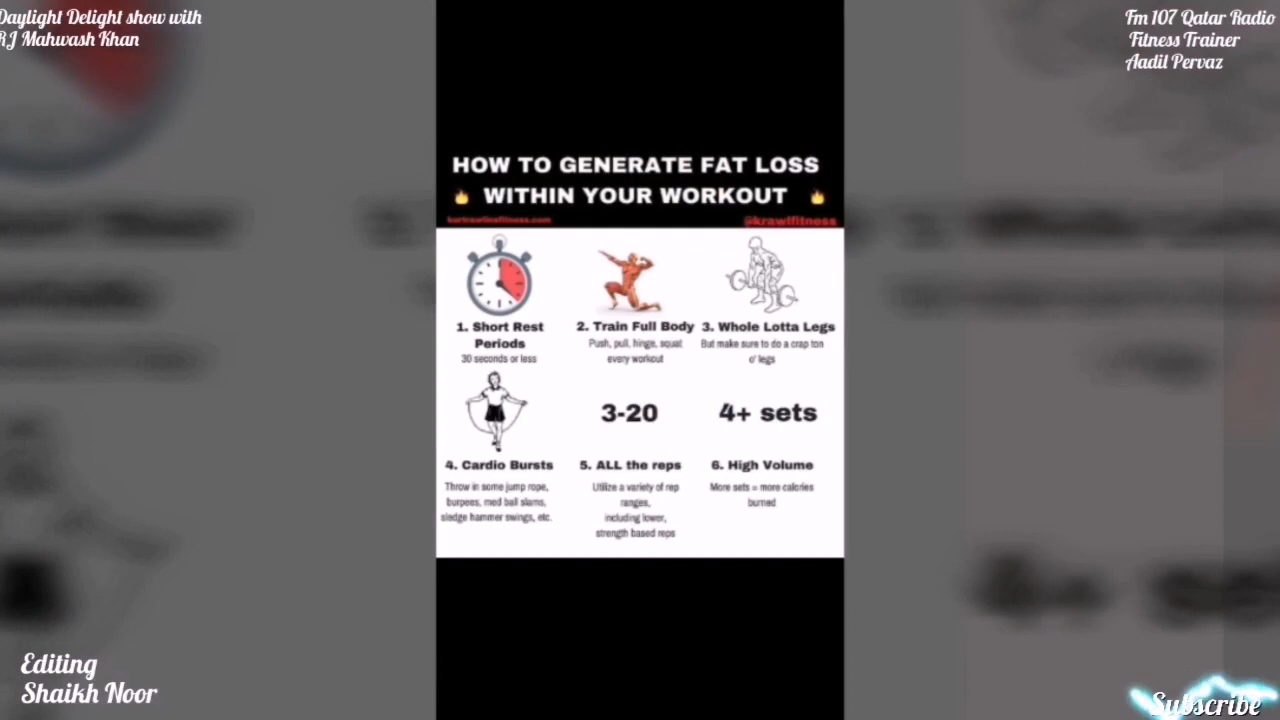 Daylight Delight show with
RJ Mahwash Khan
Fm 107 Qatar Radio
Fitness Trainer
Aadil Pervaz
HOW TO GENERATE FAT LOSS
🔥 WITHIN YOUR WORKOUT 🔥
@krawlfitness
1. Short Rest
Periods
30 seconds or less
2. Train Full Body
Push, pull, hinge, squat
every workout
3. Whole Lotta Legs
But make sure to do a crap ton
o' legs
4. Cardio Bursts
Throw in some jump rope,
burpees, med ball slams,
sledge hammer swings, etc.
3-20
5. ALL the reps
Utilize a variety of rep
ranges,
including lower,
strength based reps
4+ sets
6. High Volume
More sets = more calories
burned
Editing
Shaikh Noor
Subscribe